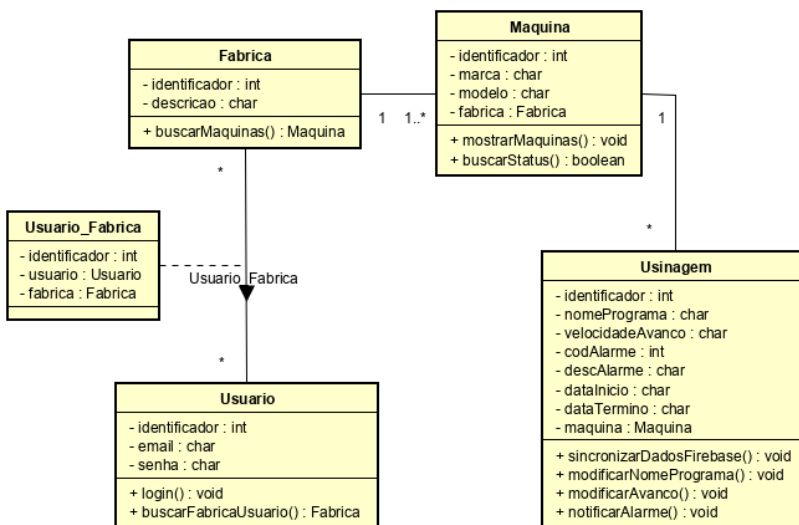 Fabrica
- identificador : int
- descricao : char
+ buscarMaquinas() : Maquina
Maquina
- identificador : int
- marca : char
- modelo : char
- fabrica : Fabrica
+ mostrarMaquinas() : void
+ buscarStatus() : boolean
1
1..*
1
*
*
Usuario_Fabrica
- identificador : int
- usuario : Usuario
- fabrica : Fabrica
Usuario_Fabrica
*
Usuario
- identificador : int
- email : char
- senha : char
+ login() : void
+ buscarFabricaUsuario() : Fabrica
Usinagem
- identificador : int
- nomePrograma : char
- velocidadeAvanco : char
- codAlarme : int
- descAlarme : char
- dataInicio : char
- dataTermino : char
- maquina : Maquina
+ sincronizarDadosFirebase() : void
+ modificarNomePrograma() : void
+ modificarAvanco() : void
+ notificarAlarme() : void